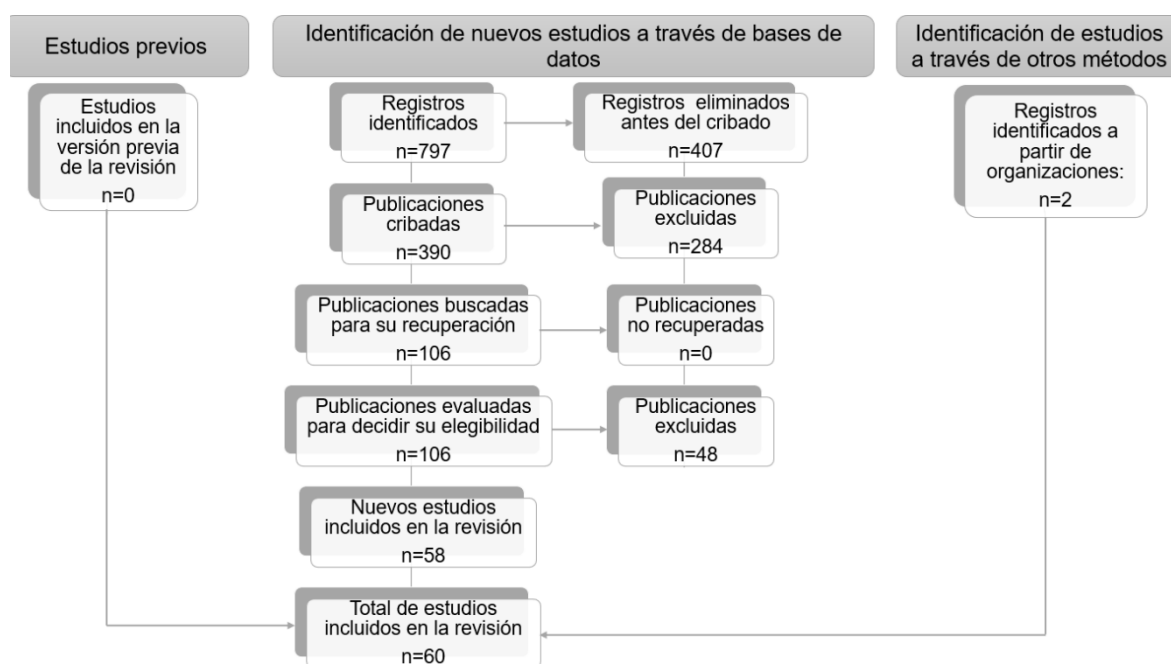 Estudios previos
Identificación de nuevos estudios a través de bases de
datos
Identificación de estudios
a través de otros métodos
Estudios
incluidos en la
versión previa
de la revisión
n=0
Registros
identificados
n=797
Registros eliminados
antes del cribado
n=407
Registros
identificados a
partir de
organizaciones:
n=2
Publicaciones
cribadas
n=390
Publicaciones
excluidas
n=284
Publicaciones buscadas
para su recuperación
n=106
Publicaciones
no recuperadas
n=0
Publicaciones evaluadas
para decidir su elegibilidad
n=106
Publicaciones
excluidas
n=48
Nuevos estudios
incluidos en la revisión
n=58
Total de estudios
incluidos en la revisión
n=60